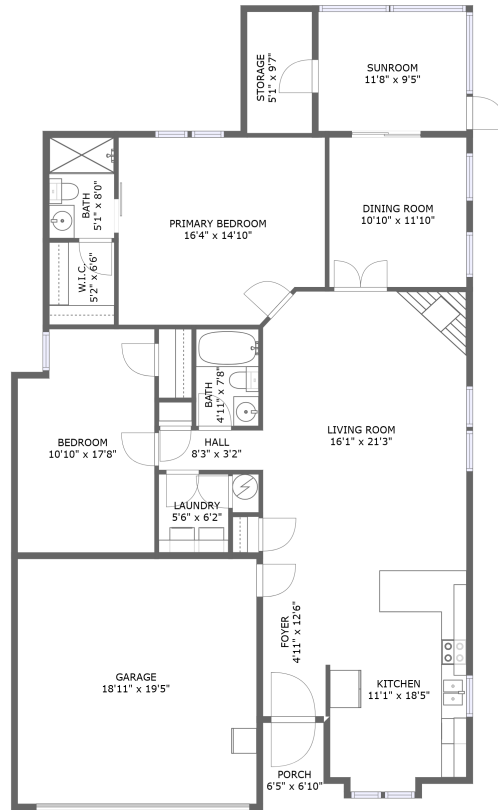 STORAGE
5'1" x 9'7"
SUNROOM
11'8" x 9'5"
BATH
5'1" x 8'0"
PRIMARY BEDROOM
16'4" x 14'10"
DINING ROOM
10'10" x 11'10"
W.I.C.
5'2" x 6'6"
BATH
4'11" x 7'8"
LIVING ROOM
16'1" x 21'3"
BEDROOM
10'10" x 17'8"
HALL
8'3" x 3'2"
LAUNDRY
5'6" x 6'2"
FOYER
4'11" x 12'6"
GARAGE
18'11" x 19'5"
KITCHEN
11'1" x 18'5"
PORCH
6'5" x 6'10"